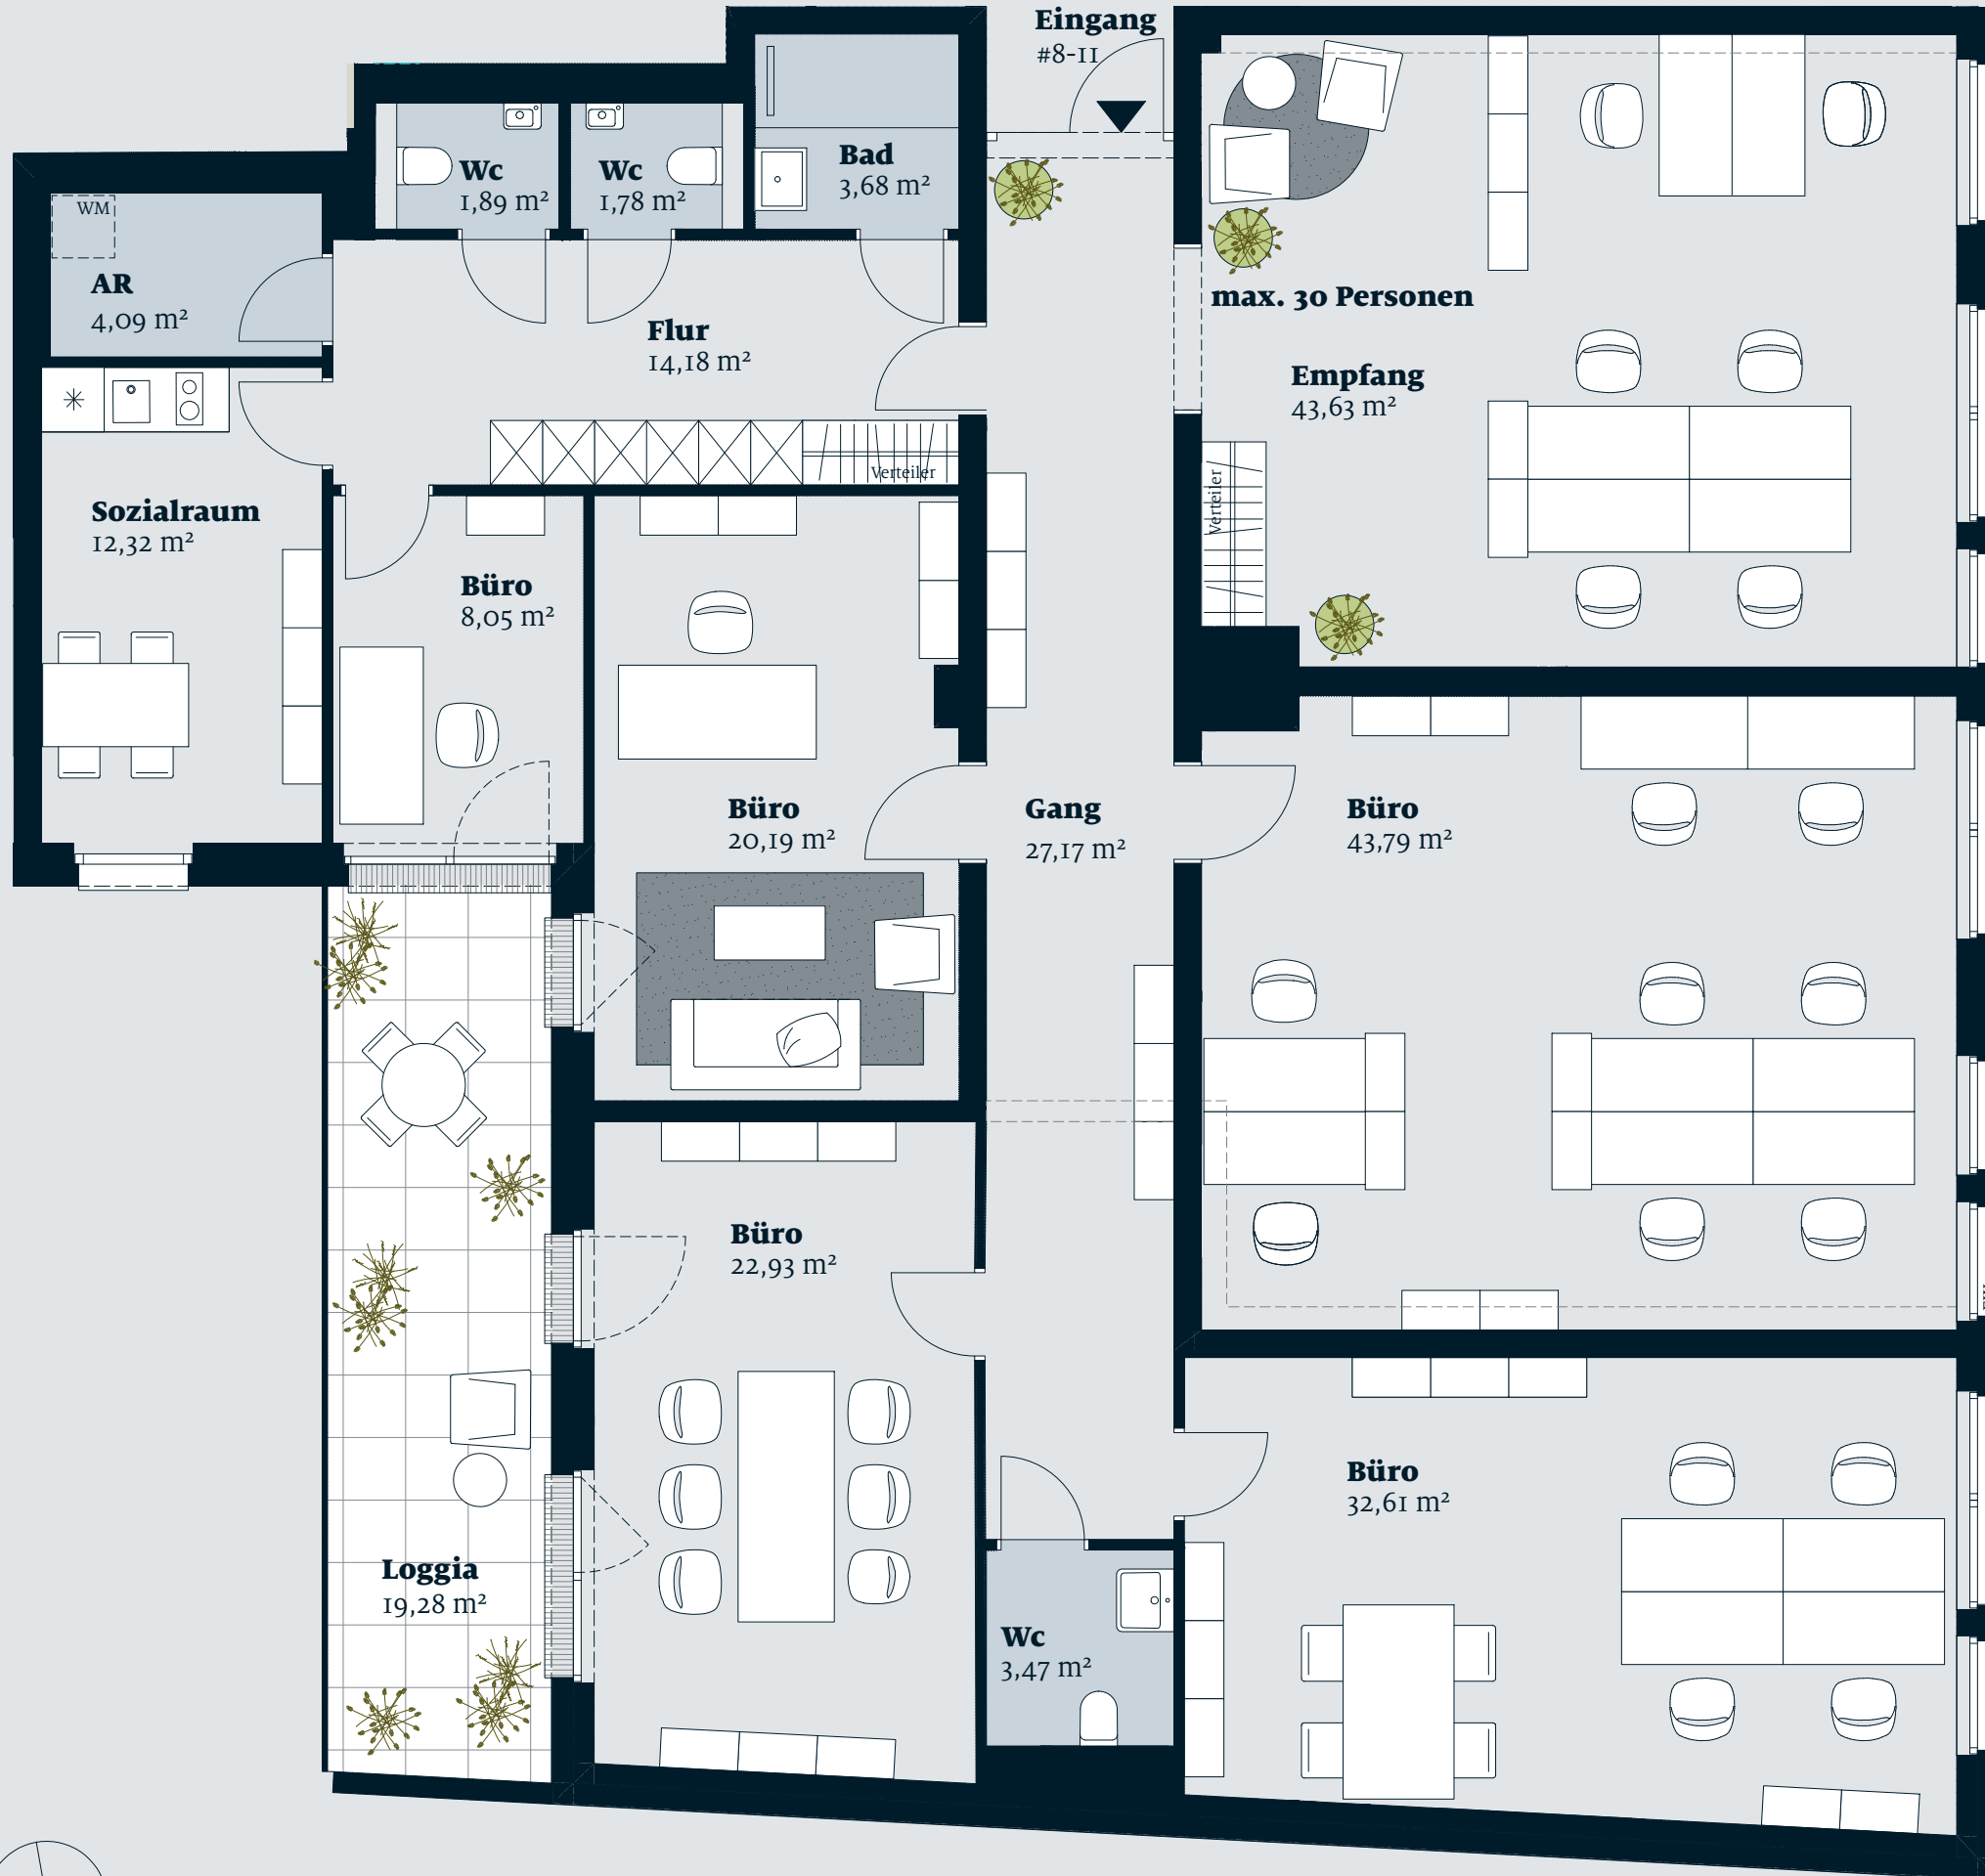 Eingang
#8-11
Wc
1,89 m²
Wc
1,78 m²
Bad
3,68 m²
WM
AR
4,09 m²
Flur
14,18 m²
max. 30 Personen
Empfang
43,63 m²
Verteiler
Verteiler
Sozialraum
12,32 m²
Büro
8,05 m²
Büro
20,19 m²
Gang
27,17 m²
Büro
43,79 m²
Büro
22,93 m²
Büro
32,61 m²
Loggia
19,28 m²
Wc
3,47 m²